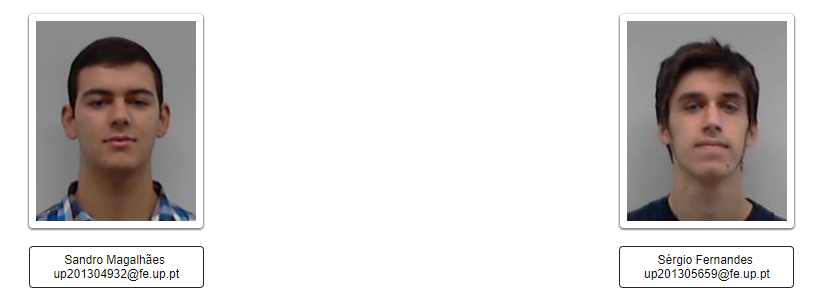 Sandro Magalhães
up201304932@fe.up.pt
Sérgio Fernandes
up201305659@fe.up.pt